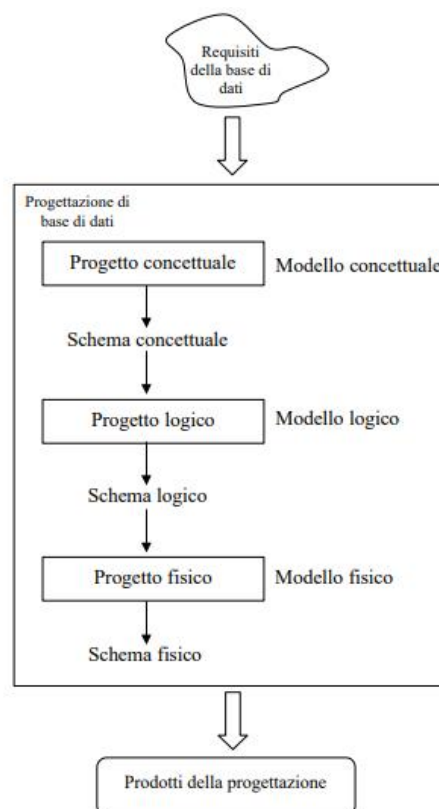 Requisiti
della base di
dati
Progettazione di
base di dati
Progetto concettuale
Modello concettuale
Schema concettuale
Progetto logico
Modello logico
Schema logico
Progetto fisico
Modello fisico
Schema fisico
Prodotti della progettazione